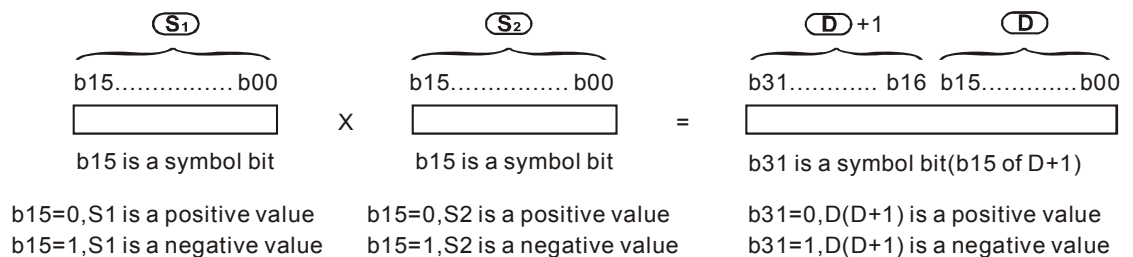 S1 S2 D +1 D
b15................ b00 b15................ b00 b31............ b16 b15.............b00
X =
b15 is a symbol bit b15 is a symbol bit b31 is a symbol bit(b15 of D+1)
b15=0,S1 is a positive value b15=0,S2 is a positive value b31=0,D(D+1) is a positive value
b15=1,S1 is a negative value b15=1,S2 is a negative value b31=1,D(D+1) is a negative value